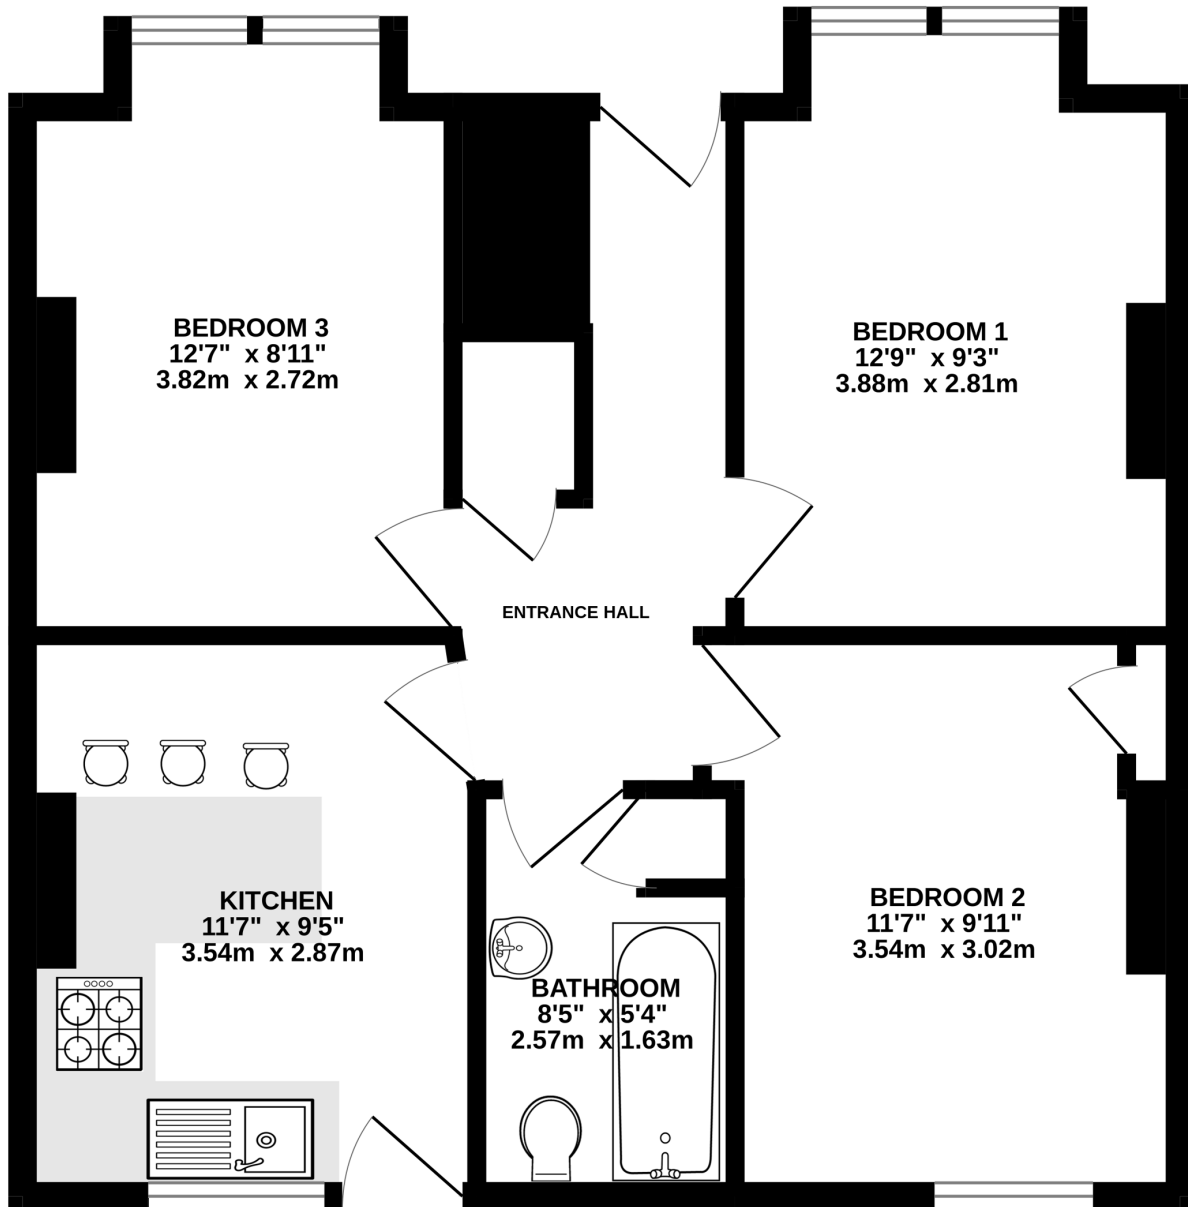 BEDROOM 3
12'7" x 8'11"
3.82m x 2.72m
BEDROOM 1
12'9" x 9'3"
3.88m x 2.81m
ENTRANCE HALL
KITCHEN
11'7" x 9'5"
3.54m x 2.87m
BEDROOM 2
11'7" x 9'11"
3.54m x 3.02m
BATHROOM
8'5" x 5'4"
2.57m x 1.63m